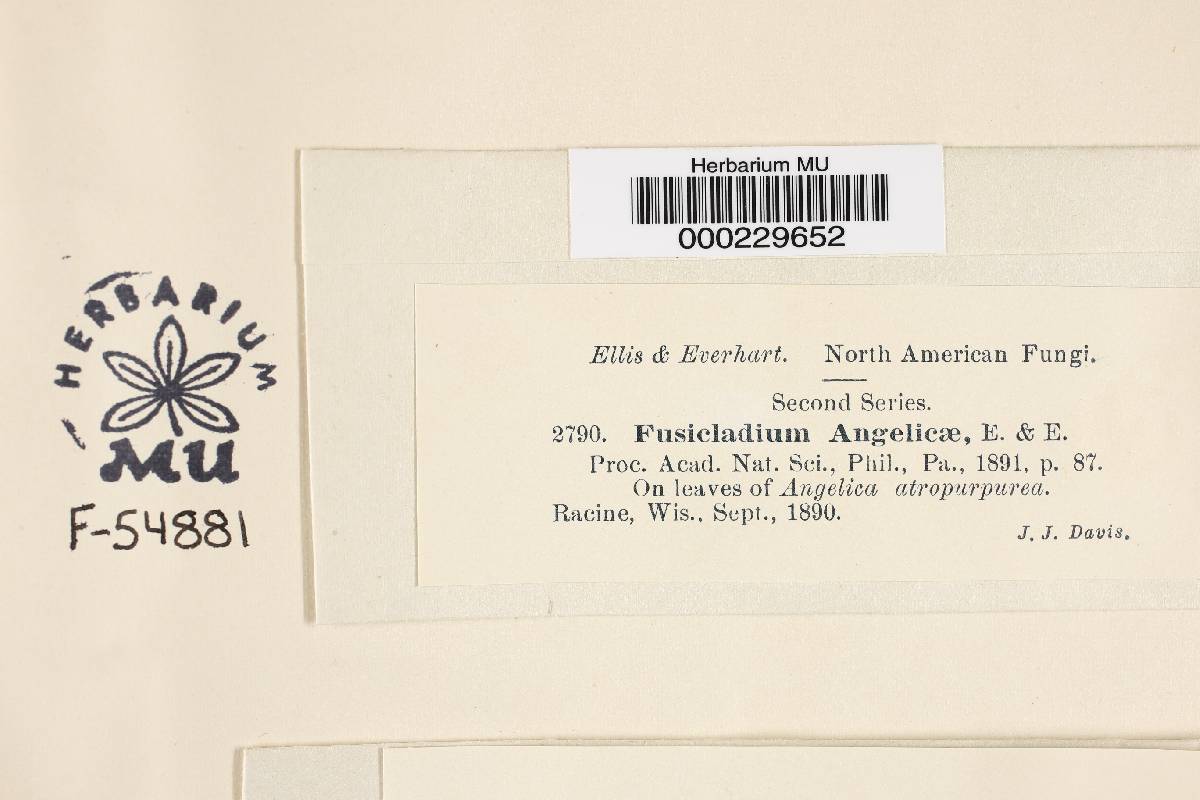 Herbarium MU
000229652
HERBARIUM
MU
F-54881
Ellis & Everhart. North American Fungi.
Second Series.
2790. Fusicladium Angelicæ, E. & E.
Proc. Acad. Nat. Sci., Phil., Pa., 1891, p. 87.
On leaves of Angelica atropurpurea.
Racine, Wis., Sept., 1890.
J. J. Davis.